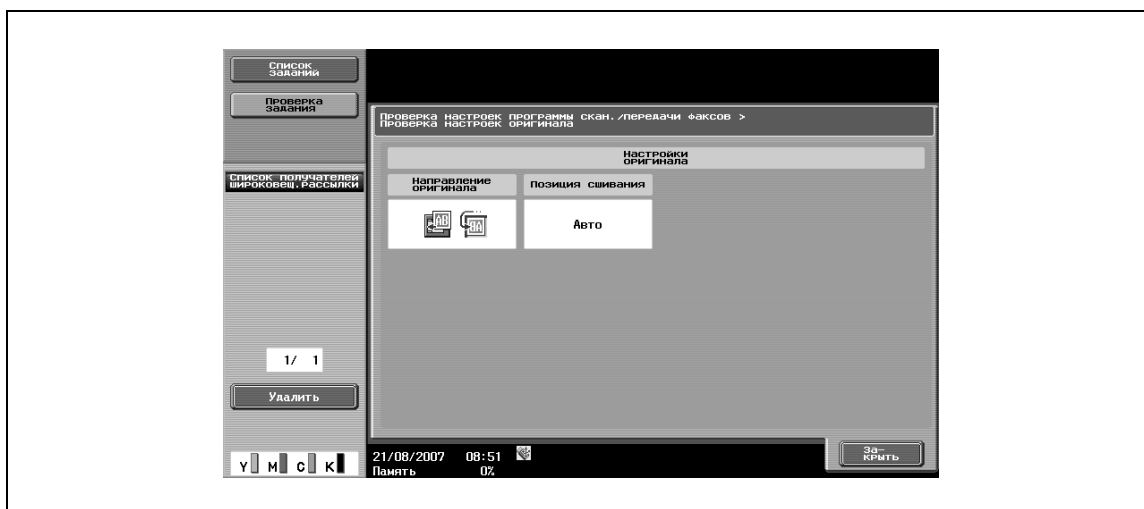 Список
заданий
Проверка
задания
Список получателей
широковещ.рассылки
1/ 1
Удалить
Y M C K
Проверка настроек программы скан./передачи факсов >
Проверка настроек оригинала
Настройки
оригинала
Направление
оригинала
Позиция сшивания
AB
Авто
21/08/2007 08:51
Память 0%
За-
крыть